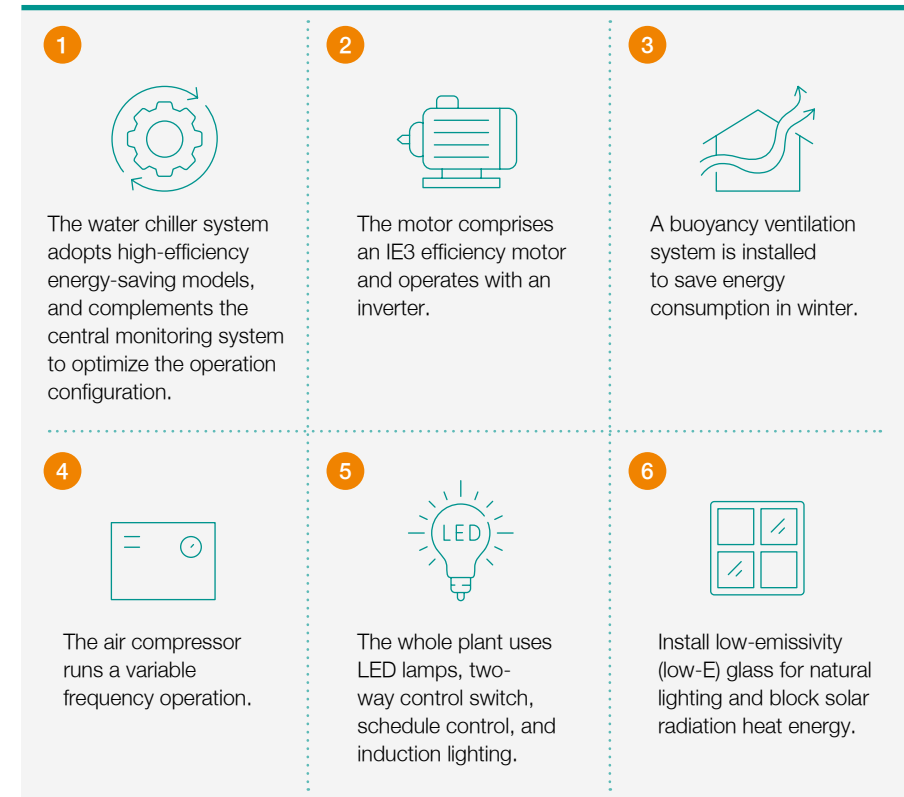 1
The water chiller system
adopts high-efficiency
energy-saving models,
and complements the
central monitoring system
to optimize the operation
configuration.
2
The motor comprises
an IE3 efficiency motor
and operates with an
inverter.
3
A buoyancy ventilation
system is installed
to save energy
consumption in winter.
4
The air compressor
runs a variable
frequency operation.
5
LED
The whole plant uses
LED lamps, two-
way control switch,
schedule control, and
induction lighting.
6
Install low-emissivity
(low-E) glass for natural
lighting and block solar
radiation heat energy.